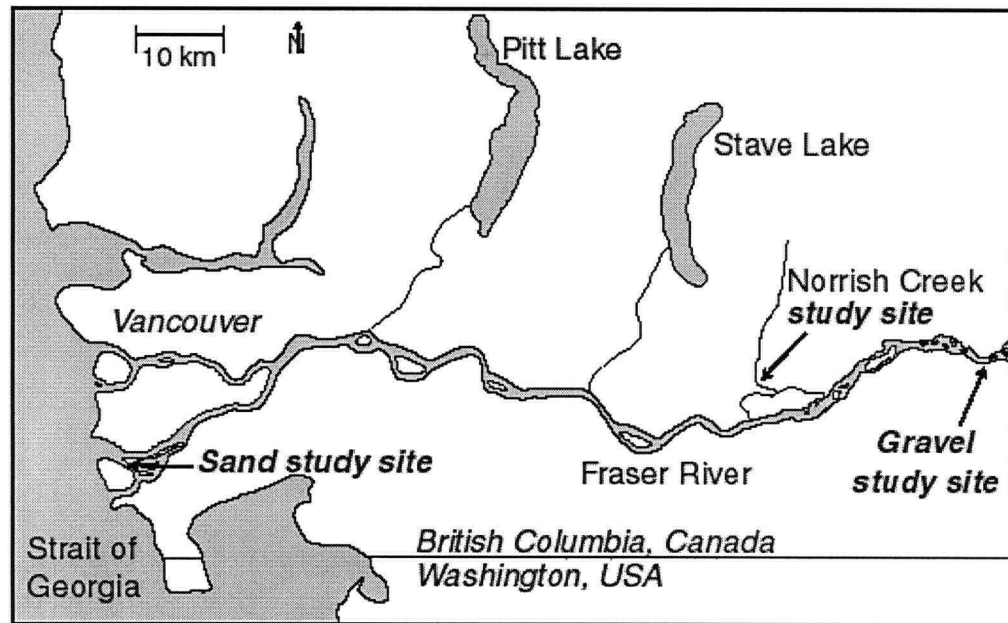 10 km
N
Pitt Lake
Stave Lake
Norrish Creek
study site
Vancouver
Sand study site
Fraser River
Gravel
study site
Strait of
Georgia
British Columbia, Canada
Washington, USA